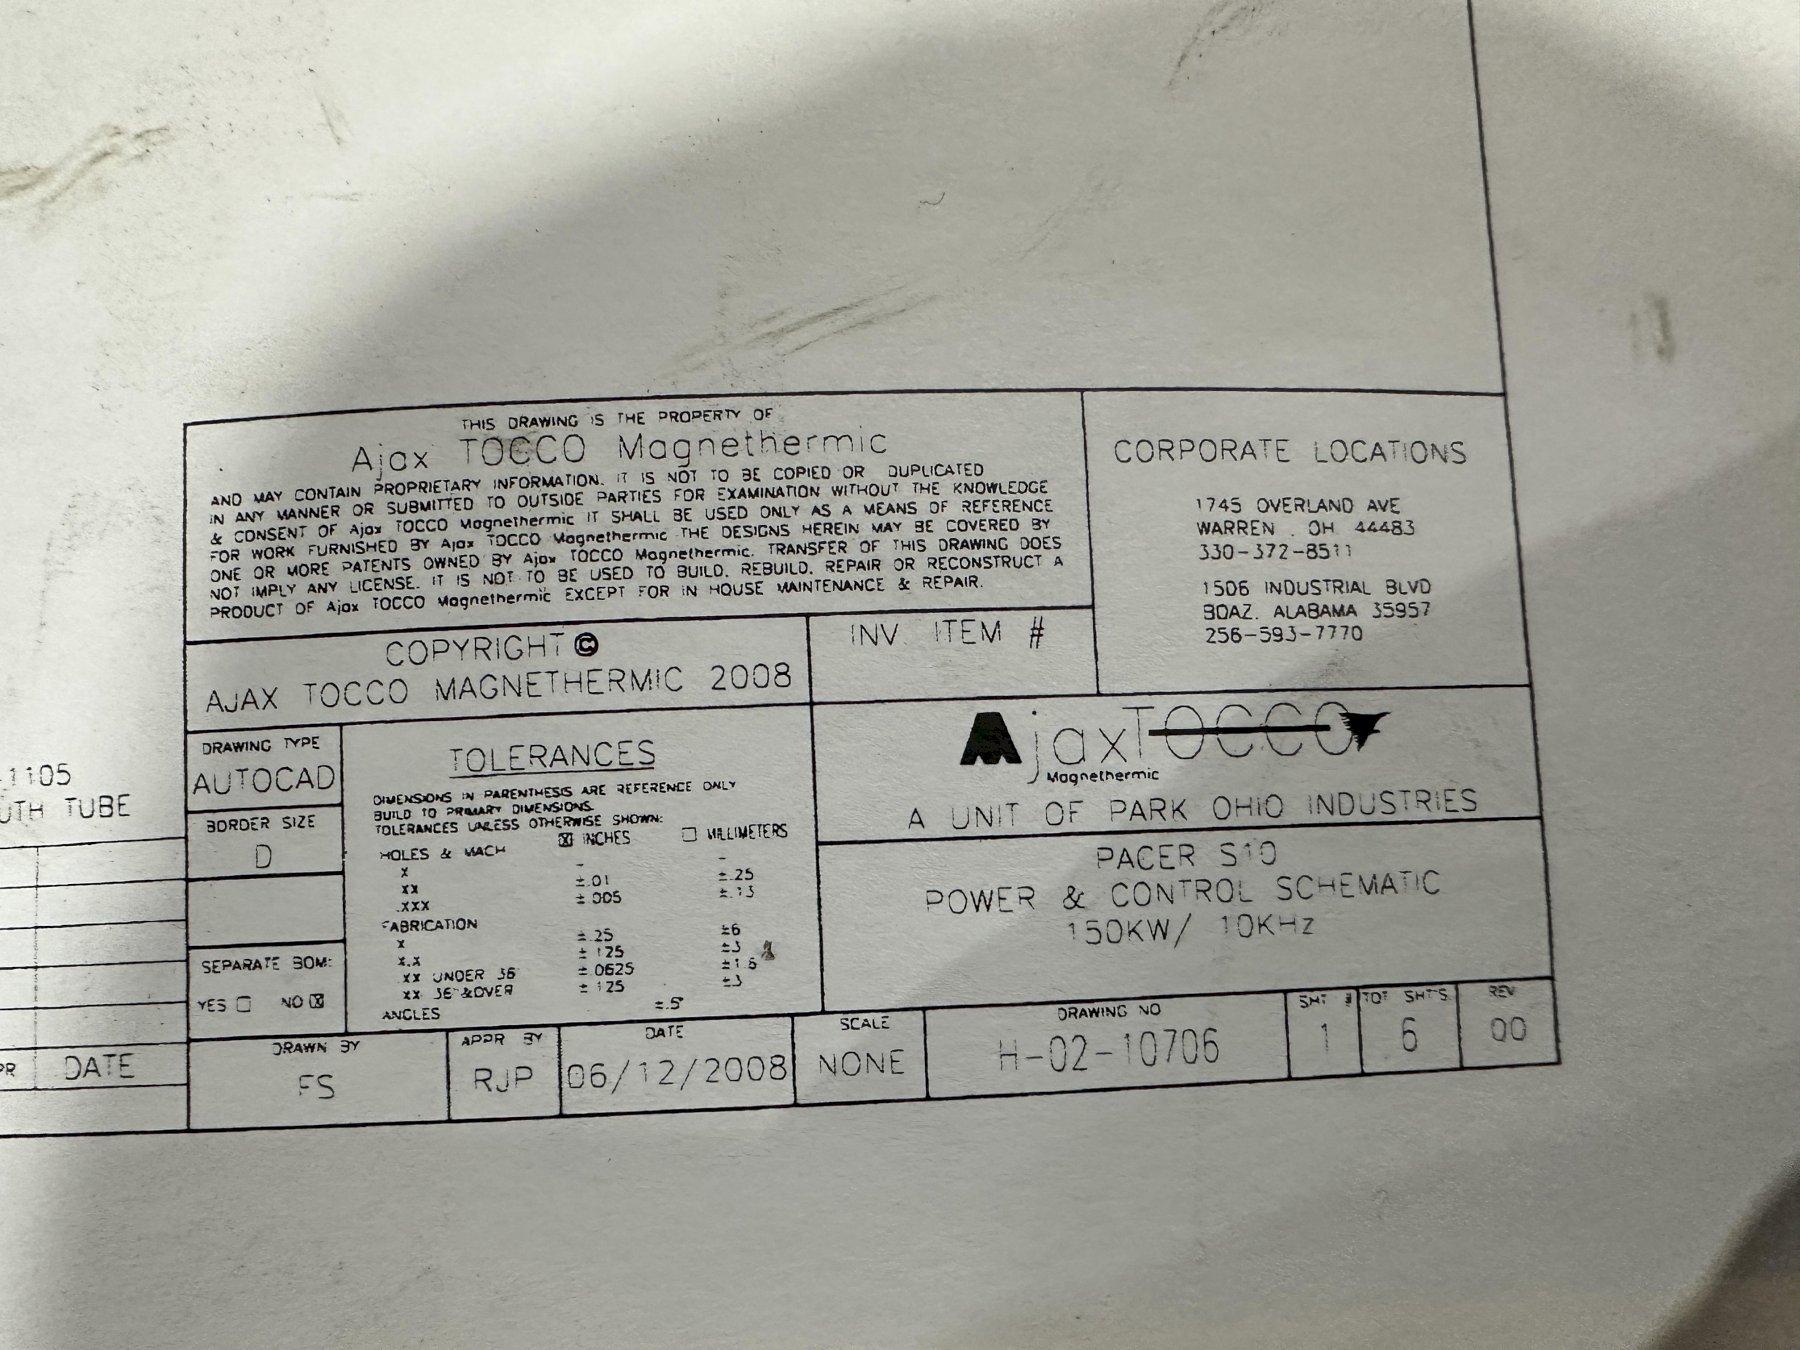 THIS DRAWING IS THE PROPERTY OF
Ajax TOCCO Magnethermic
AND MAY CONTAIN PROPRIETARY INFORMATION. IT IS NOT TO BE COPIED OR DUPLICATED
IN ANY MANNER OR SUBMITTED TO OUTSIDE PARTIES FOR EXAMINATION WITHOUT THE KNOWLEDGE
& CONSENT OF Ajax TOCCO Magnethermic IT SHALL BE USED ONLY AS A MEANS OF REFERENCE
FOR WORK FURNISHED BY Ajax TOCCO Magnethermic THE DESIGNS HEREIN MAY BE COVERED BY
ONE OR MORE PATENTS OWNED BY Ajax TOCCO Magnethermic. TRANSFER OF THIS DRAWING DOES
NOT IMPLY ANY LICENSE. IT IS NOT TO BE USED TO BUILD, REBUILD, REPAIR OR RECONSTRUCT A
PRODUCT OF Ajax TOCCO Magnethermic EXCEPT FOR IN HOUSE MAINTENANCE & REPAIR.
CORPORATE LOCATIONS
1745 OVERLAND AVE
WARREN . OH 44483
330-372-8511
1506 INDUSTRIAL BLVD
BOAZ. ALABAMA 35957
256-593-7770
COPYRIGHT ©
AJAX TOCCO MAGNETHERMIC 2008
INV. ITEM #
DRAWING TYPE
AUTOCAD
BORDER SIZE
D
SEPARATE BOM:
YES ☐ NO ☒
TOLERANCES
DIMENSIONS IN PARENTHESIS ARE REFERENCE ONLY
BUILD TO PRIMARY DIMENSIONS
TOLERANCES UNLESS OTHERWISE SHOWN:
☒ INCHES ☐ MILLIMETERS
HOLES & MACH
X - -
XX ±.01 ±.25
.XXX ±.005 ±.13
FABRICATION
X ±.25 ±6
X.X ±.125 ±3
XX UNDER 36" ±.0625 ±1.6
XX 36"&OVER ±.125 ±3
ANGLES ±.5°
AjaxTOCCO
Magnethermic
A UNIT OF PARK OHIO INDUSTRIES
PACER S10
POWER & CONTROL SCHEMATIC
150KW/ 10KHz
1105
UTH TUBE
PR DATE
DRAWN BY
FS
APPR BY
RJP
DATE
06/12/2008
SCALE
NONE
DRAWING NO
H-02-10706
SHT #
1
TOT SHT'S
6
REV
00